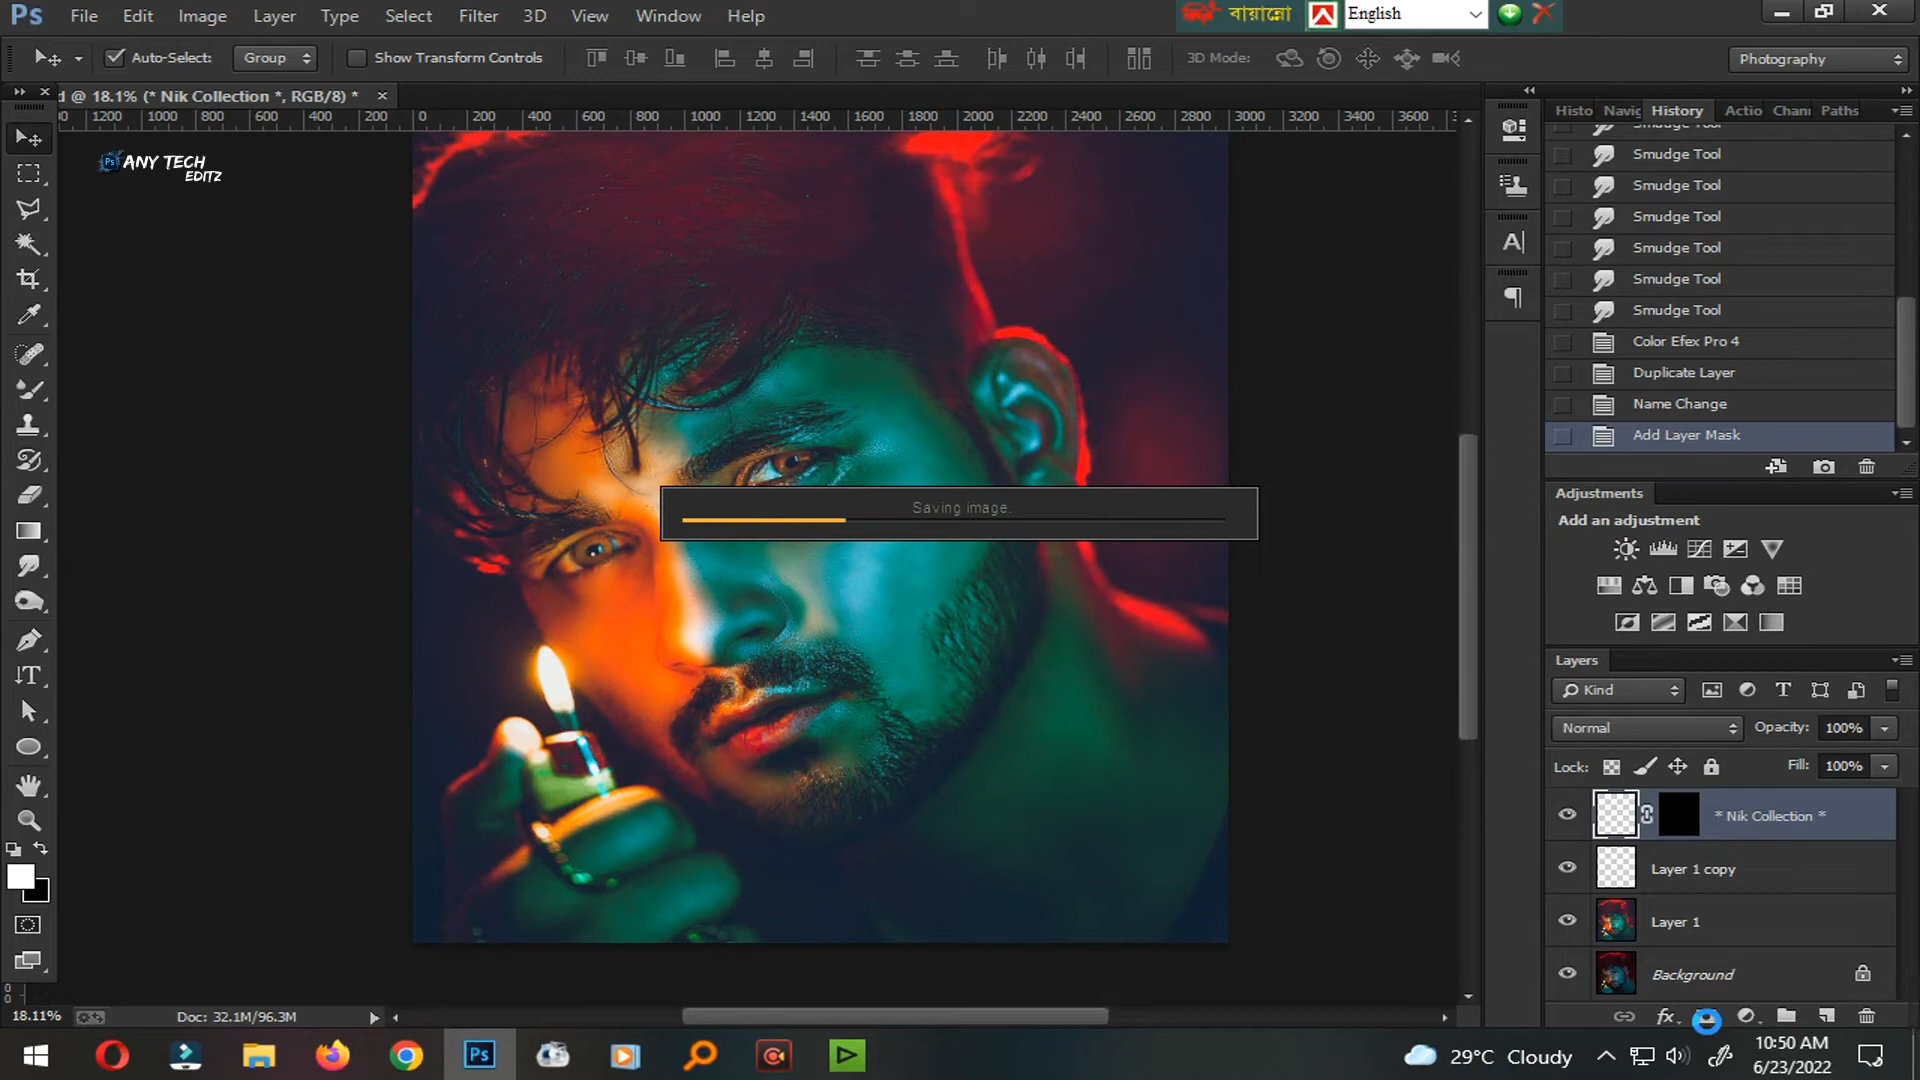 Ps File Edit Image Layer Type Select Filter 3D View Window Help
বায়ান্নো English
Auto-Select: Group Show Transform Controls 3D Mode: Photography
d @ 18.1% (* Nik Collection *, RGB/8) *
1200 1000 800 600 400 200 0 200 400 600 800 1000 1200 1400 1600 1800 2000 2200 2400 2600 2800 3000 3200 3400 3600
Ps ANY TECH
EDITZ
Histo Navig History Actio Chan Paths
Smudge Tool
Smudge Tool
Smudge Tool
Smudge Tool
Smudge Tool
Smudge Tool
Color Efex Pro 4
Duplicate Layer
Name Change
Add Layer Mask
Saving image.
Adjustments
Add an adjustment
Layers
Kind
Normal Opacity: 100%
Lock: Fill: 100%
* Nik Collection *
Layer 1 copy
Layer 1
Background
18.11% Doc: 32.1M/96.3M
fx
Ps 29°C Cloudy
10:50 AM
6/23/2022